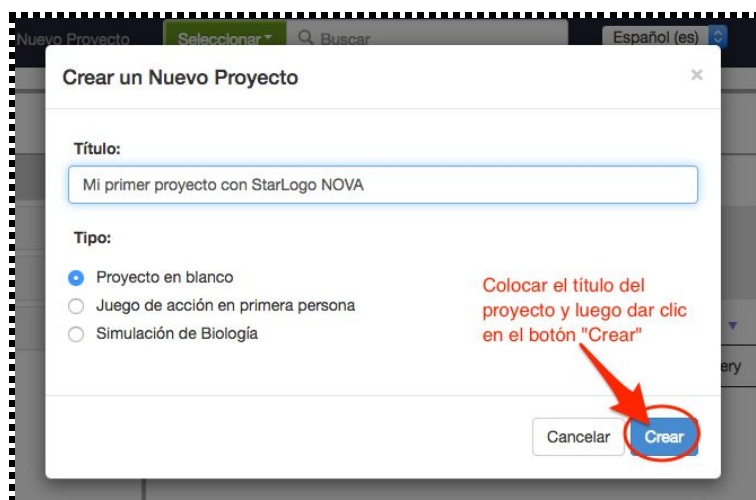 Nuevo Proyecto Seleccionar Buscar Español (es)
Crear un Nuevo Proyecto ×
Título:
Mi primer proyecto con StarLogo NOVA
Tipo:
Proyecto en blanco
Juego de acción en primera persona
Simulación de Biología
Colocar el título del
proyecto y luego dar clic
en el botón "Crear"
ery
Cancelar Crear